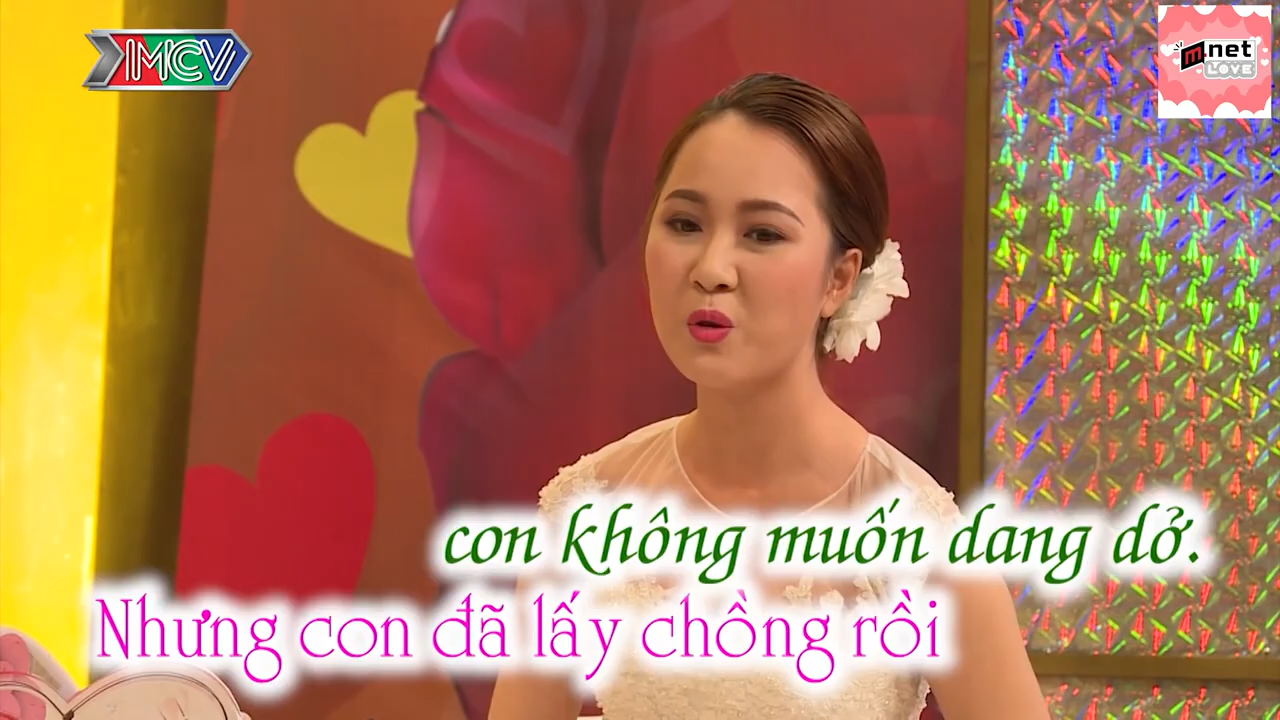 MCV
mnet
LOVE
con không muốn dang dở.
Nhưng con đã lấy chồng rồi